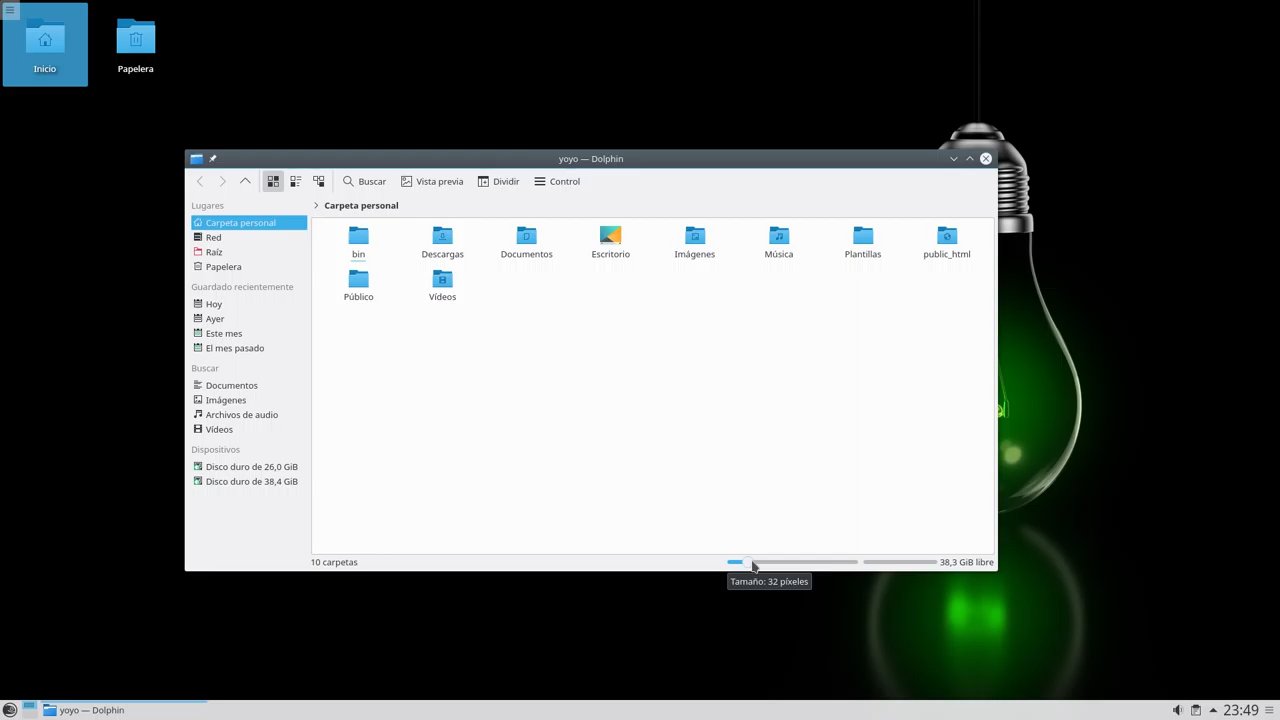 Inicio
Papelera
yoyo — Dolphin
Buscar
Vista previa
Dividir
Control
Lugares
Carpeta personal
Red
Raíz
Papelera
Guardado recientemente
Hoy
Ayer
Este mes
El mes pasado
Buscar
Documentos
Imágenes
Archivos de audio
Vídeos
Dispositivos
Disco duro de 26,0 GiB
Disco duro de 38,4 GiB
Carpeta personal
bin
Descargas
Documentos
Escritorio
Imágenes
Música
Plantillas
public_html
Público
Vídeos
10 carpetas
38,3 GiB libre
Tamaño: 32 píxeles
yoyo — Dolphin
23:49